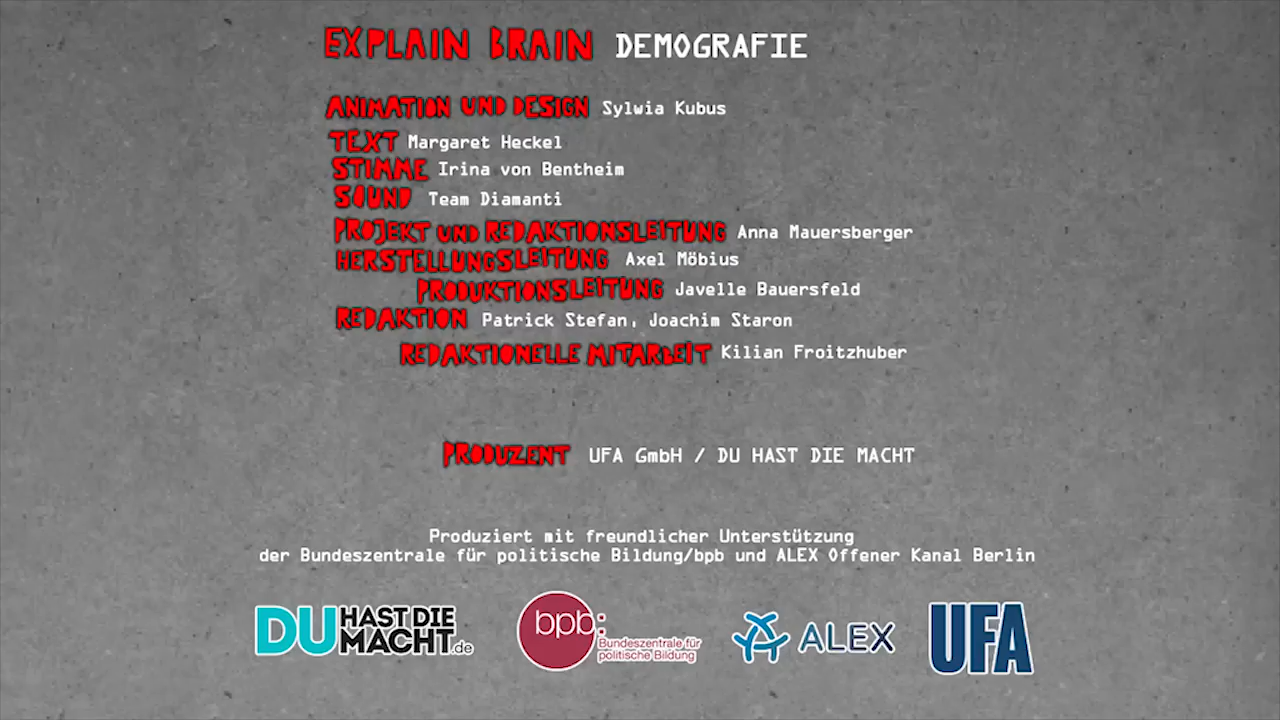 EXPLAIN BRAIN DEMOGRAFIE
ANIMATION UND DESIGN Sylwia Kubus
TEXT Margaret Heckel
STIMME Irina von Bentheim
SOUND Team Diamanti
PROJEKT UND REDAKTIONSLEITUNG Anna Mauersberger
HERSTELLUNGSLEITUNG Axel Möbius
PRODUKTIONSLEITUNG Javelle Bauersfeld
REDAKTION Patrick Stefan, Joachim Staron
REDAKTIONELLE MITARBEIT Kilian Froitzhuber
PRODUZENT UFA GmbH / DU HAST DIE MACHT
Produziert mit freundlicher Unterstützung
der Bundeszentrale für politische Bildung/bpb und ALEX Offener Kanal Berlin
DU HAST DIE
MACHT.de
bpb:
Bundeszentrale für
politische Bildung
ALEX
UFA